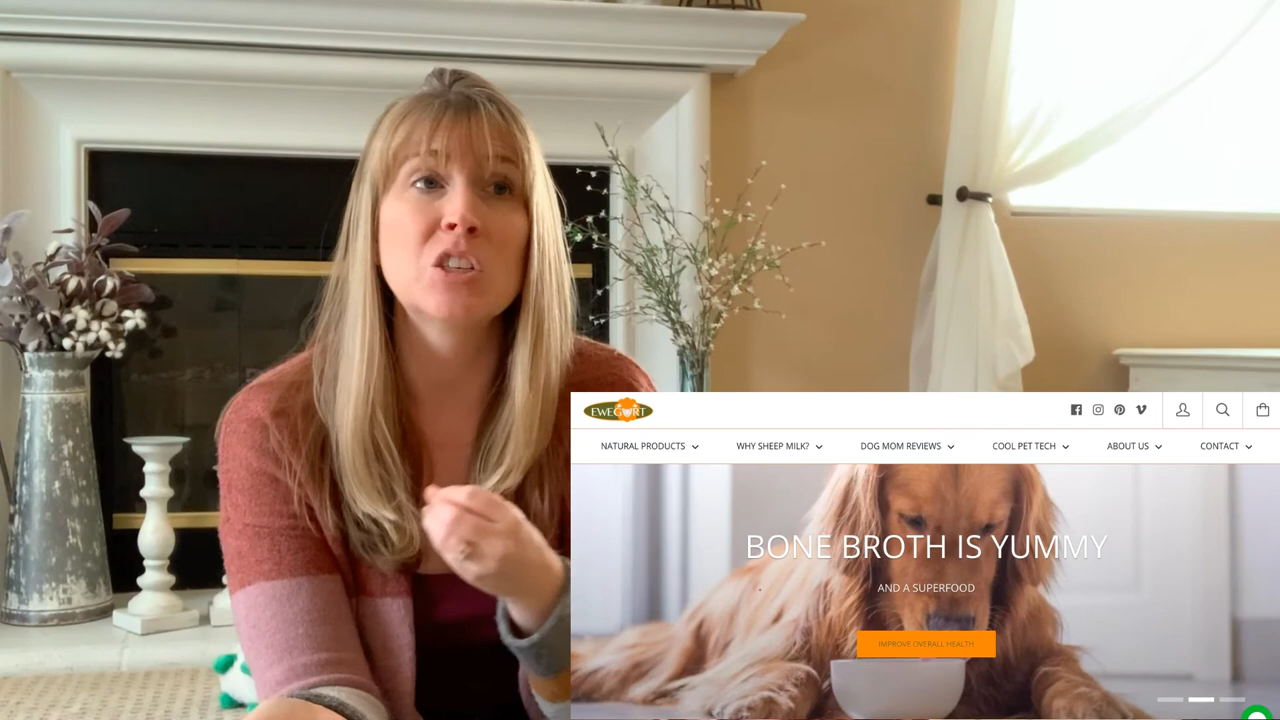 EWEGURT
NATURAL PRODUCTS
WHY SHEEP MILK?
DOG MOM REVIEWS
COOL PET TECH
ABOUT US
CONTACT
BONE BROTH IS YUMMY
AND A SUPERFOOD
IMPROVE OVERALL HEALTH